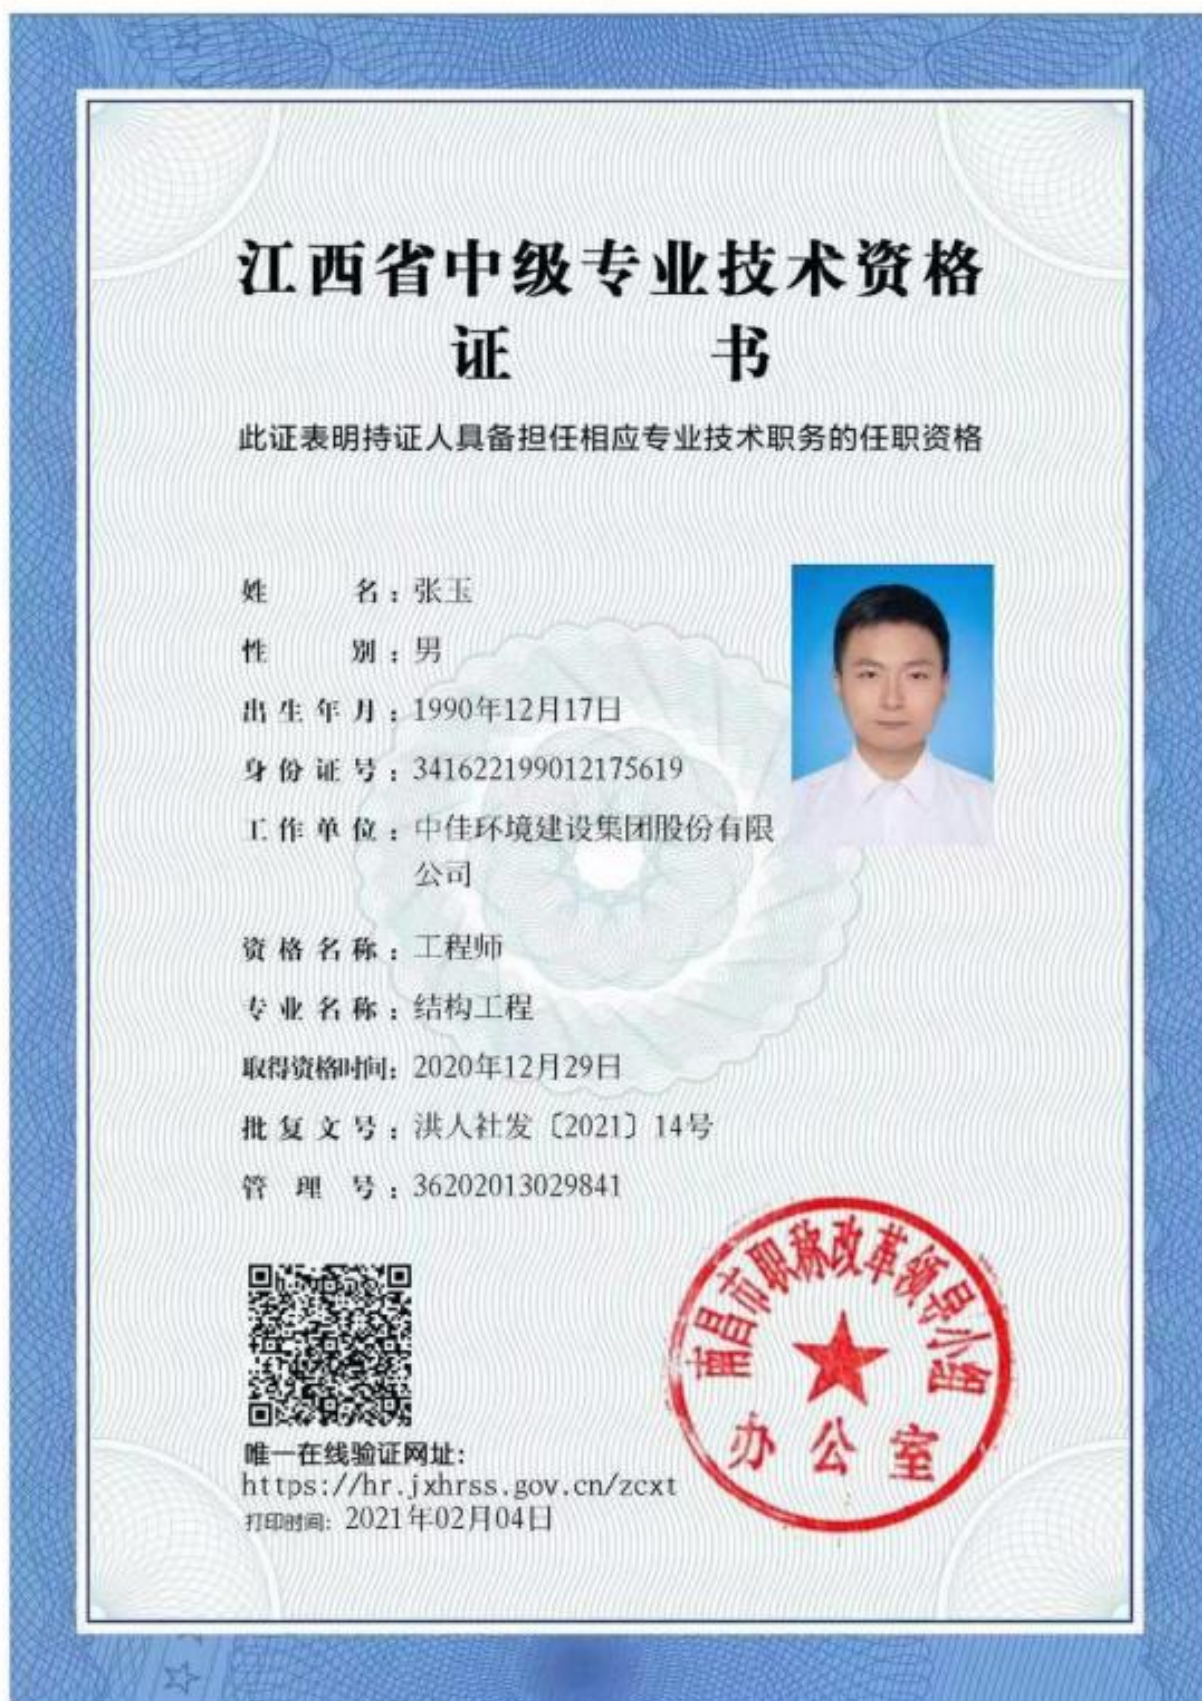 江西省中级专业技术资格
证 书
此证表明持证人具备担任相应专业技术职务的任职资格
姓 名：张玉
性 别：男
出生年月：1990年12月17日
身份证号：341622199012175619
工作单位：中佳环境建设集团股份有限
公司
资格名称：工程师
专业名称：结构工程
取得资格时间：2020年12月29日
批复文号：洪人社发〔2021〕14号
管 理 号：36202013029841
南昌市职称改革领导小组
办公室
唯一在线验证网址：
https://hr.jxhrss.gov.cn/zcxt
打印时间：2021年02月04日